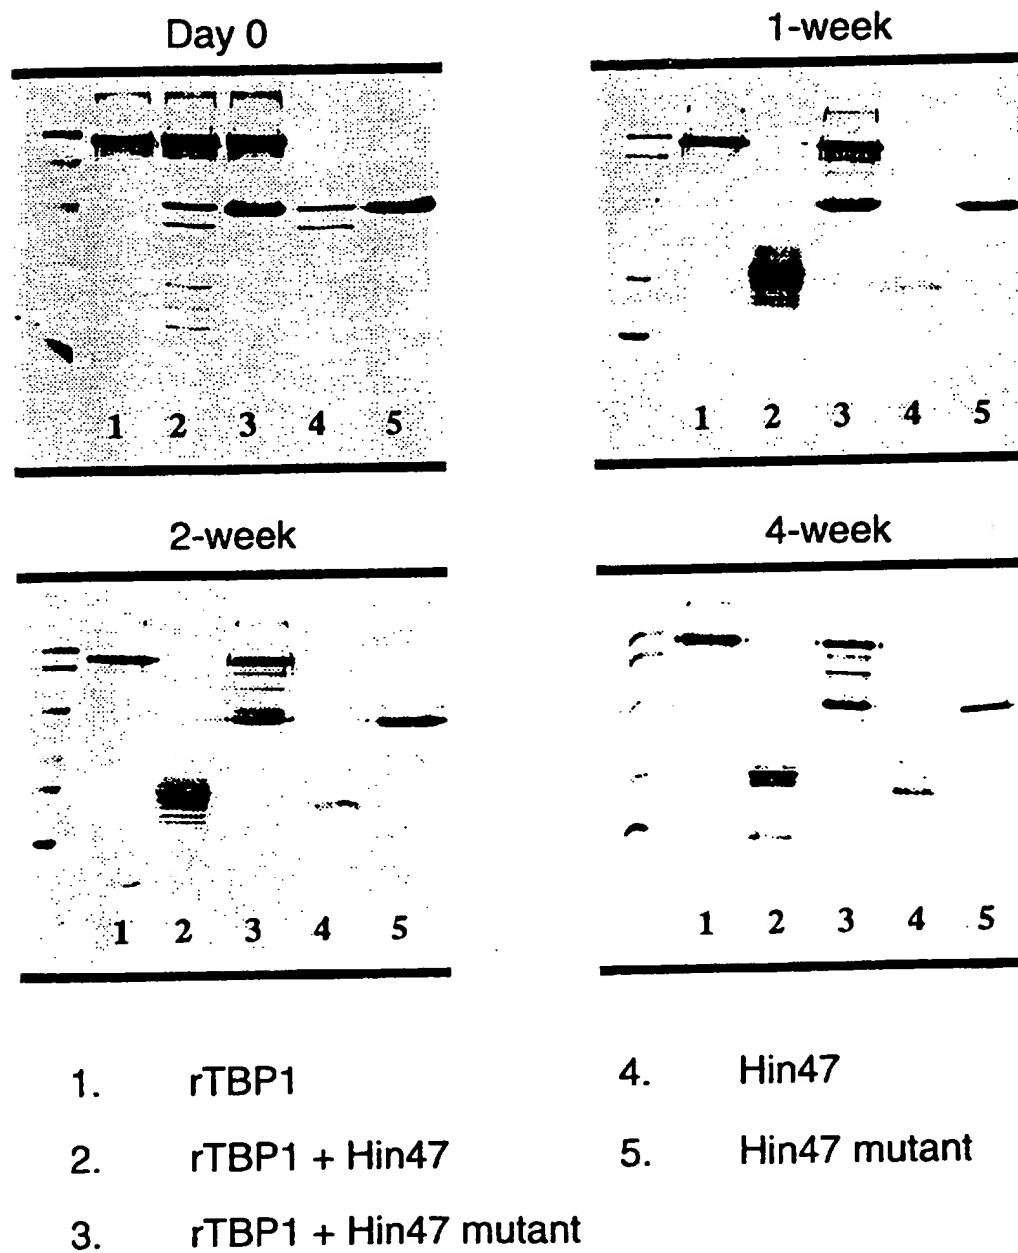 Day 0
1-week
1 2 3 4 5
1 2 3 4 5
2-week
4-week
1 2 3 4 5
1 2 3 4 5
1. rTBP1
2. rTBP1 + Hin47
3. rTBP1 + Hin47 mutant
4. Hin47
5. Hin47 mutant